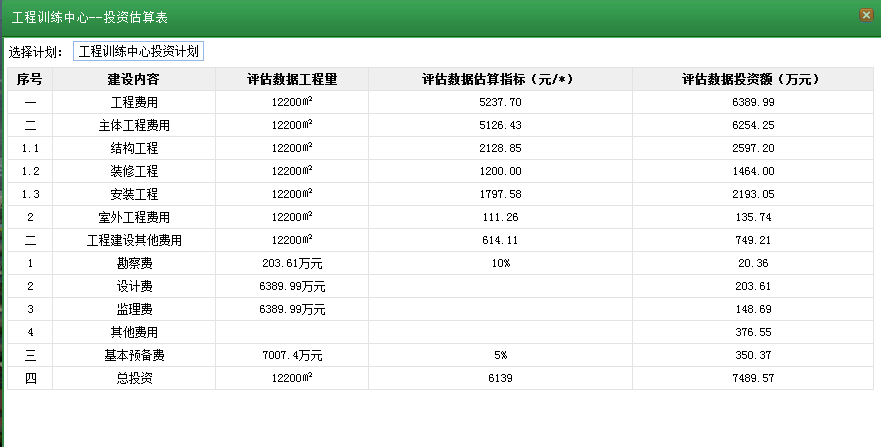 工程训练中心--投资估算表
选择计划: 工程训练中心投资计划
序号 建设内容 评估数据工程量 评估数据估算指标（元/*） 评估数据投资额（万元）
一 工程费用 12200㎡ 5237.70 6389.99
二 主体工程费用 12200㎡ 5126.43 6254.25
1.1 结构工程 12200㎡ 2128.85 2597.20
1.2 装修工程 12200㎡ 1200.00 1464.00
1.3 安装工程 12200㎡ 1797.58 2193.05
2 室外工程费用 12200㎡ 111.26 135.74
二 工程建设其他费用 12200㎡ 614.11 749.21
1 勘察费 203.61万元 10% 20.36
2 设计费 6389.99万元 203.61
3 监理费 6389.99万元 148.69
4 其他费用 376.55
三 基本预备费 7007.4万元 5% 350.37
四 总投资 12200㎡ 6139 7489.57